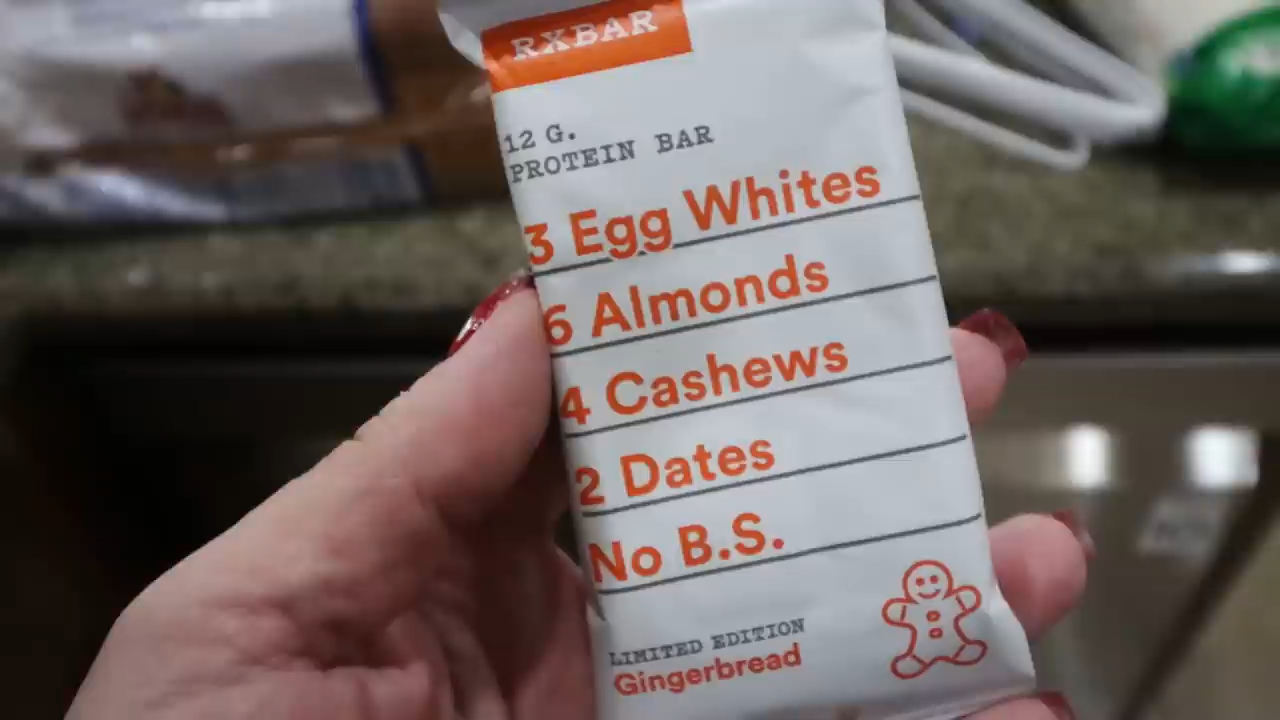 RXBAR
12 G.
PROTEIN BAR
3 Egg Whites
6 Almonds
4 Cashews
2 Dates
No B.S.
LIMITED EDITION
Gingerbread